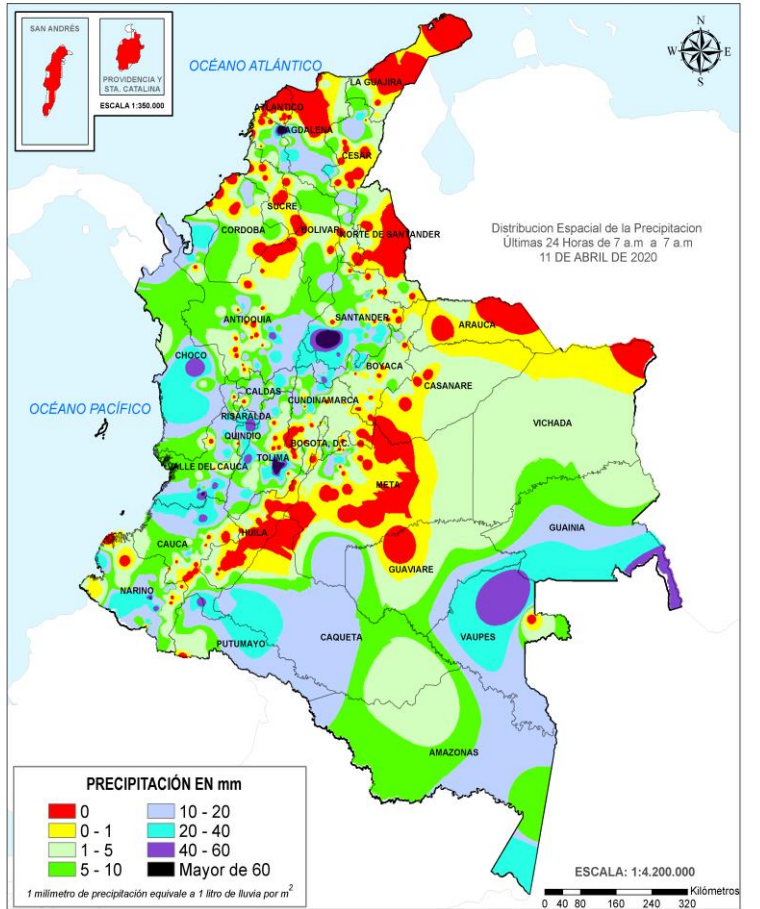 SAN ANDRÉS
PROVIDENCIA Y
STA. CATALINA
ESCALA 1:350.000
N
W
E
S
OCÉANO ATLÁNTICO
LA GUAJIRA
ATLANTICO
MAGDALENA
CESAR
SUCRE
CORDOBA
BOLIVAR
NORTE DE SANTANDER
Distribucion Espacial de la Precipitacion
Últimas 24 Horas de 7 a.m a 7 a.m
11 DE ABRIL DE 2020
ANTIOQUIA
SANTANDER
ARAUCA
CHOCO
BOYACA
CASANARE
CALDAS
CUNDINAMARCA
OCÉANO PACÍFICO
RISARALDA
VICHADA
QUINDIO
BOGOTA, D.C.
TOLIMA
VALLE DEL CAUCA
META
GUAINIA
HUILA
CAUCA
GUAVIARE
NARINO
CAQUETA
VAUPES
PUTUMAYO
AMAZONAS
PRECIPITACIÓN EN mm
0
0 - 1
1 - 5
5 - 10
10 - 20
20 - 40
40 - 60
Mayor de 60
1 milímetro de precipitación equivale a 1 litro de lluvia por m²
ESCALA: 1:4.200.000
Kilómetros
0 40 80 160 240 320